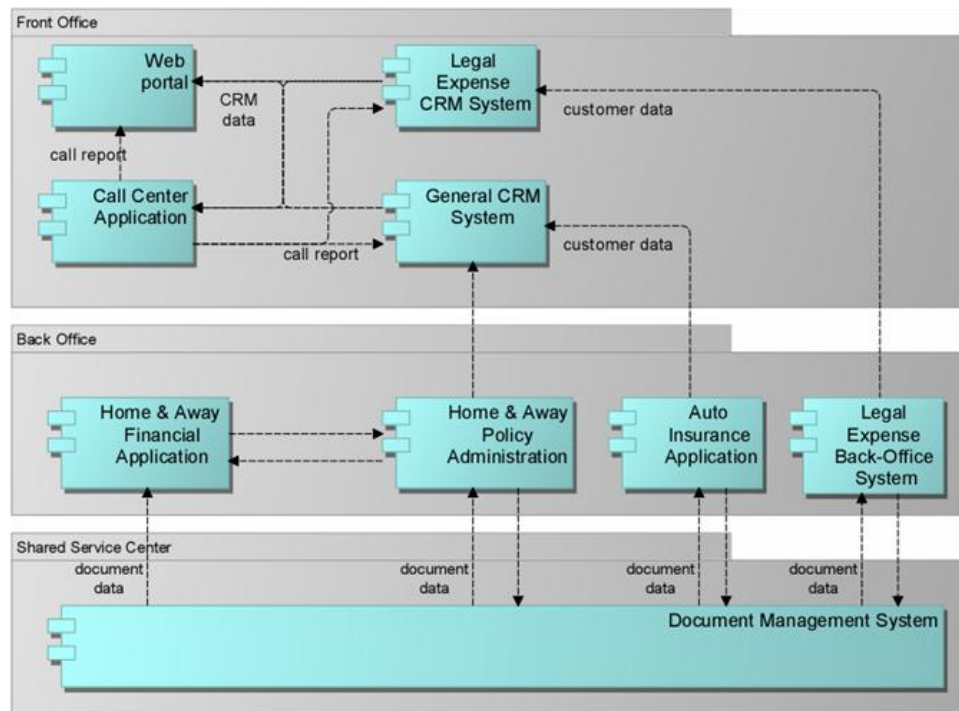 Front Office
Web
portal
Legal
Expense
CRM System
CRM
data
customer data
call report
Call Center
Application
General CRM
System
call report
customer data
Back Office
Home & Away
Financial
Application
Home & Away
Policy
Administration
Auto
Insurance
Application
Legal
Expense
Back-Office
System
Shared Service Center
document
data
document
data
document
data
document
data
Document Management System